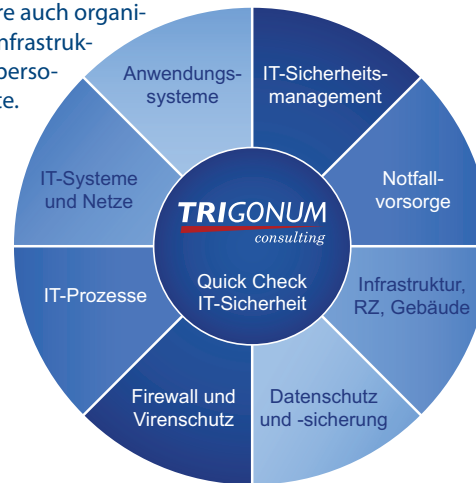 re auch organi-
nfrastruk-
perso-
te.
Anwendungs-
systeme
IT-Sicherheits-
management
Notfall-
vorsorge
Infrastruktur,
RZ, Gebäude
Datenschutz
und -sicherung
Firewall und
Virenschutz
IT-Prozesse
IT-Systeme
und Netze
TRIGONUM
consulting
Quick Check
IT-Sicherheit